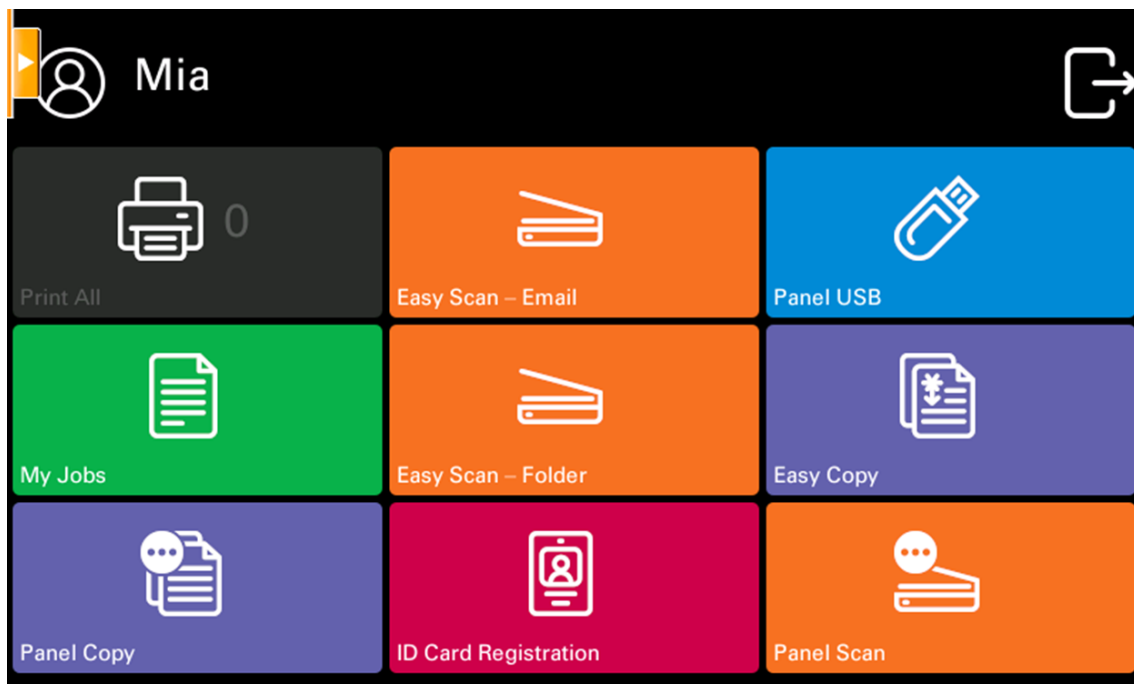 Mia
0
Print All
Easy Scan – Email
Panel USB
My Jobs
Easy Scan – Folder
Easy Copy
Panel Copy
ID Card Registration
Panel Scan